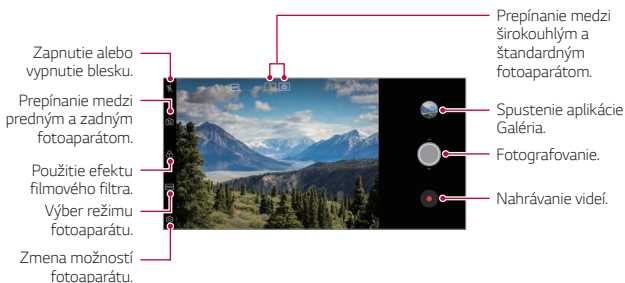 Zapnutie alebo
vypnutie blesku.
Prepínanie medzi
predným a zadným
fotoaparátom.
Použitie efektu
filmového filtra.
Výber režimu
fotoaparátu.
Zmena možností
fotoaparátu.
Prepínanie medzi
širokouhlým a
štandardným
fotoaparátom.
Spustenie aplikácie
Galéria.
Fotografovanie.
Nahrávanie videí.